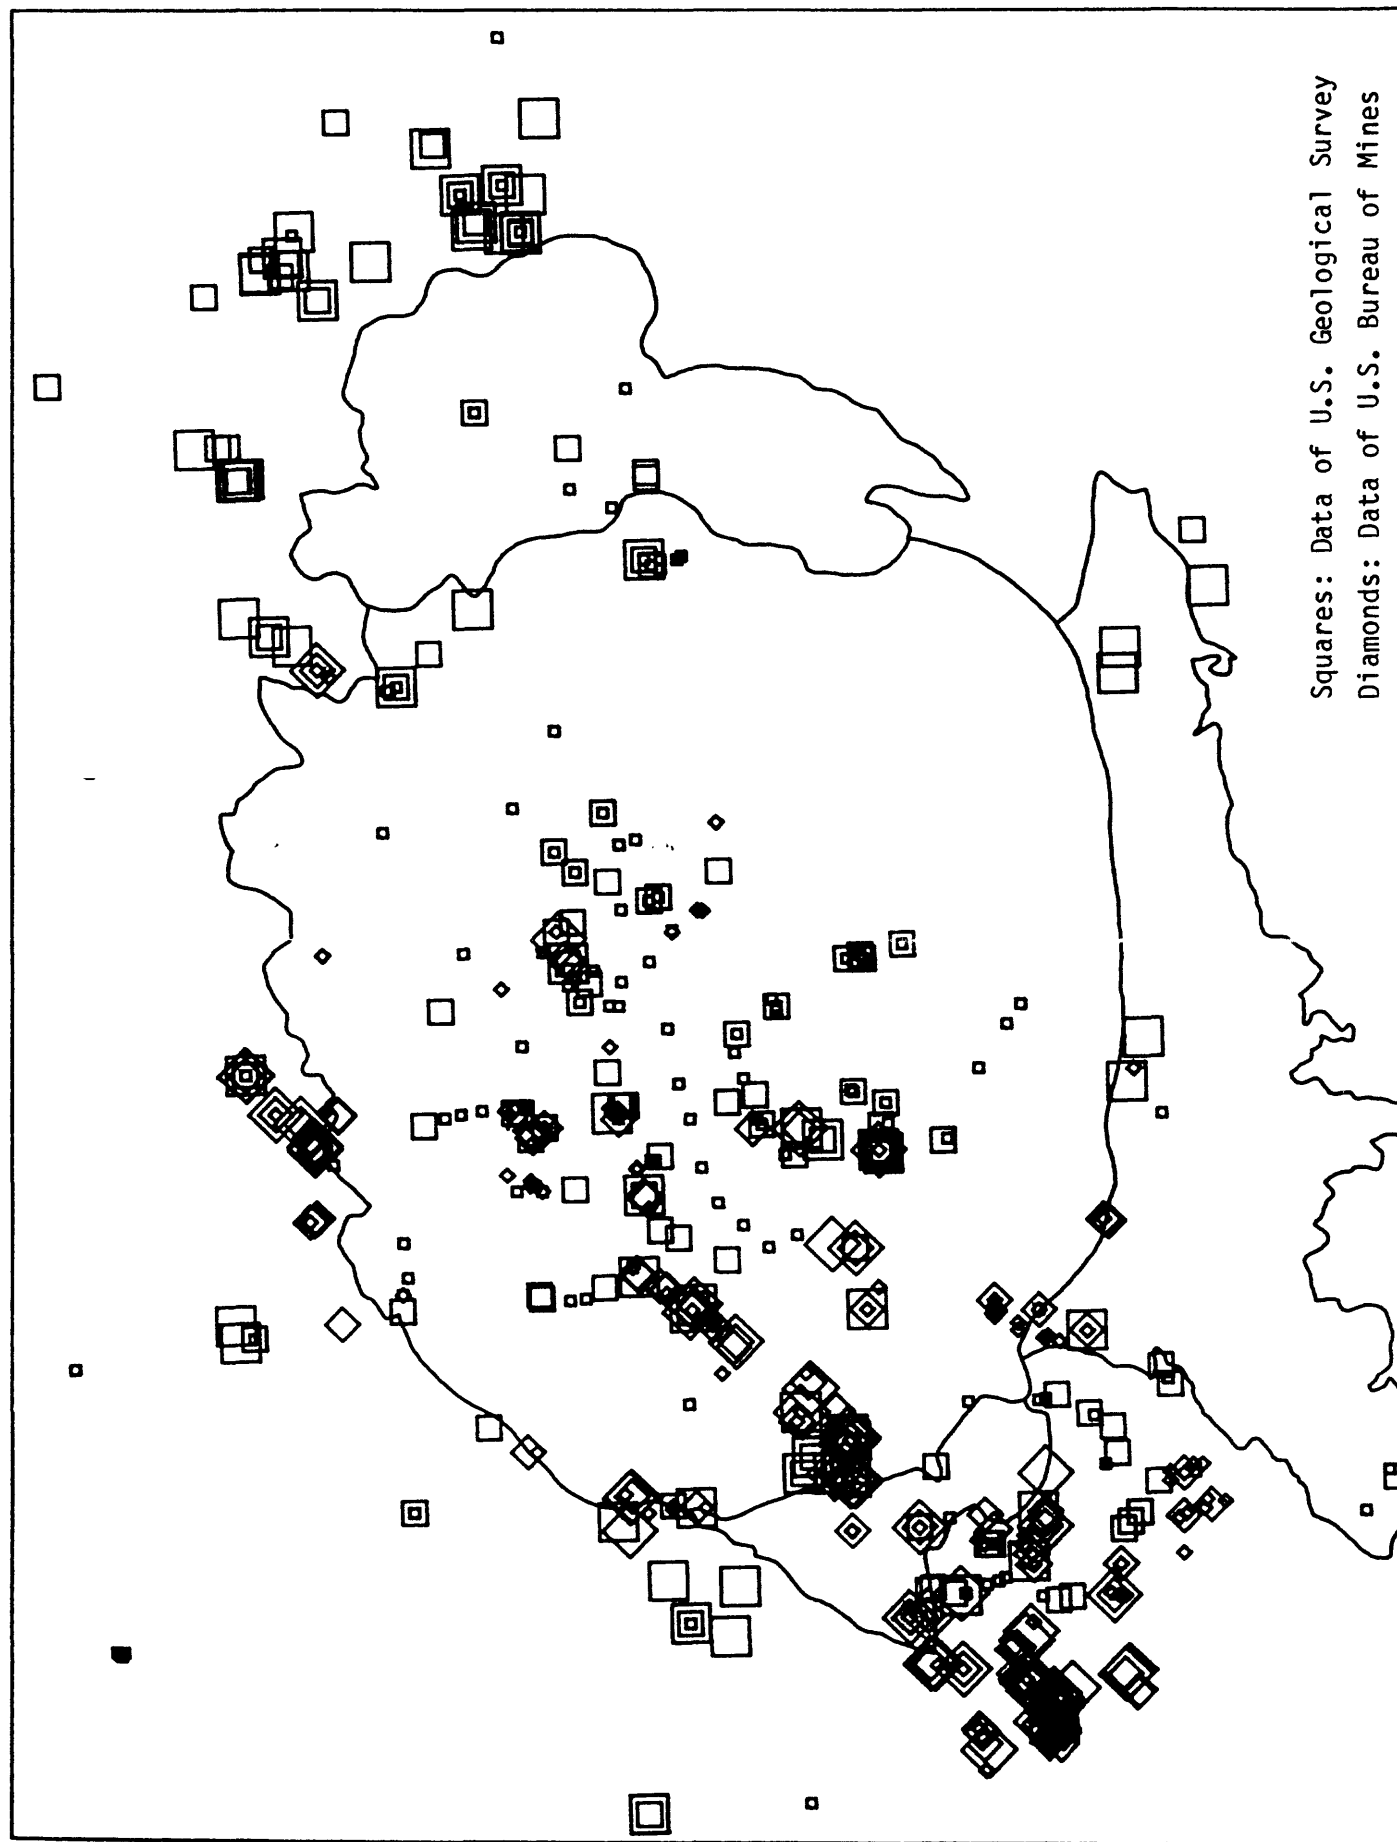 Squares: Data of U.S. Geological Survey
Diamonds: Data of U.S. Bureau of Mines